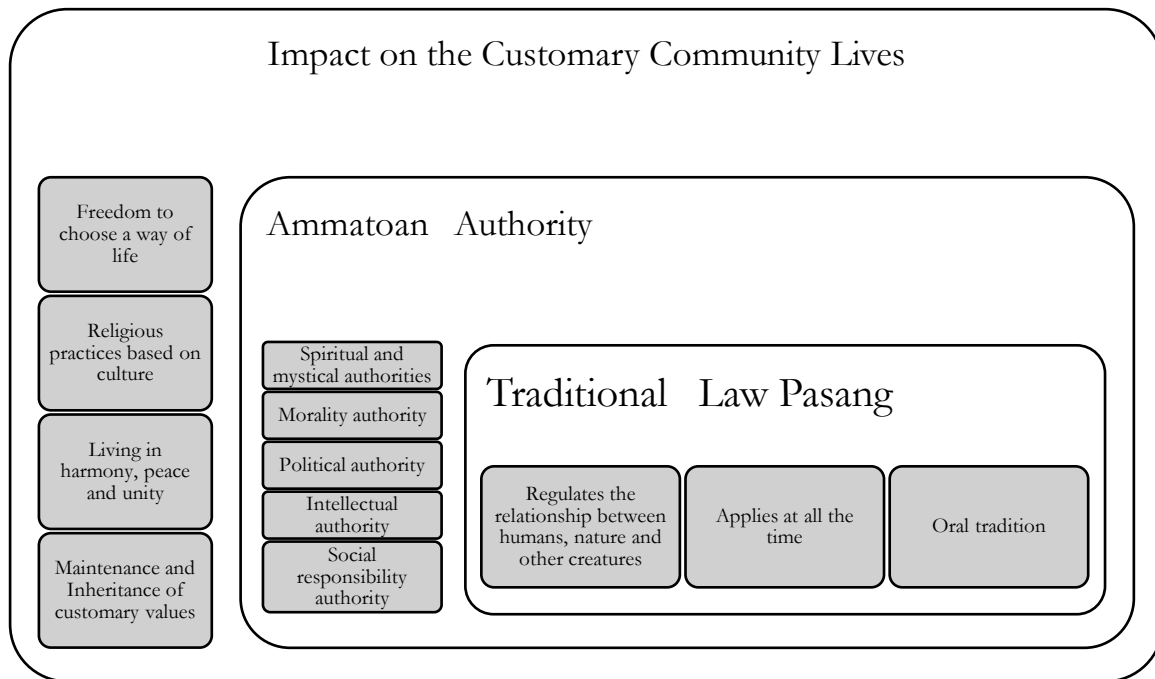 Impact on the Customary Community Lives
Freedom to
choose a way of
life
Religious
practices based on
culture
Living in
harmony, peace
and unity
Maintenance and
Inheritance of
customary values
Ammatoan Authority
Spiritual and
mystical authorities
Morality authority
Political authority
Intellectual
authority
Social
responsibility
authority
Traditional Law Pasang
Regulates the
relationship between
humans, nature and
other creatures
Applies at all the
time
Oral tradition